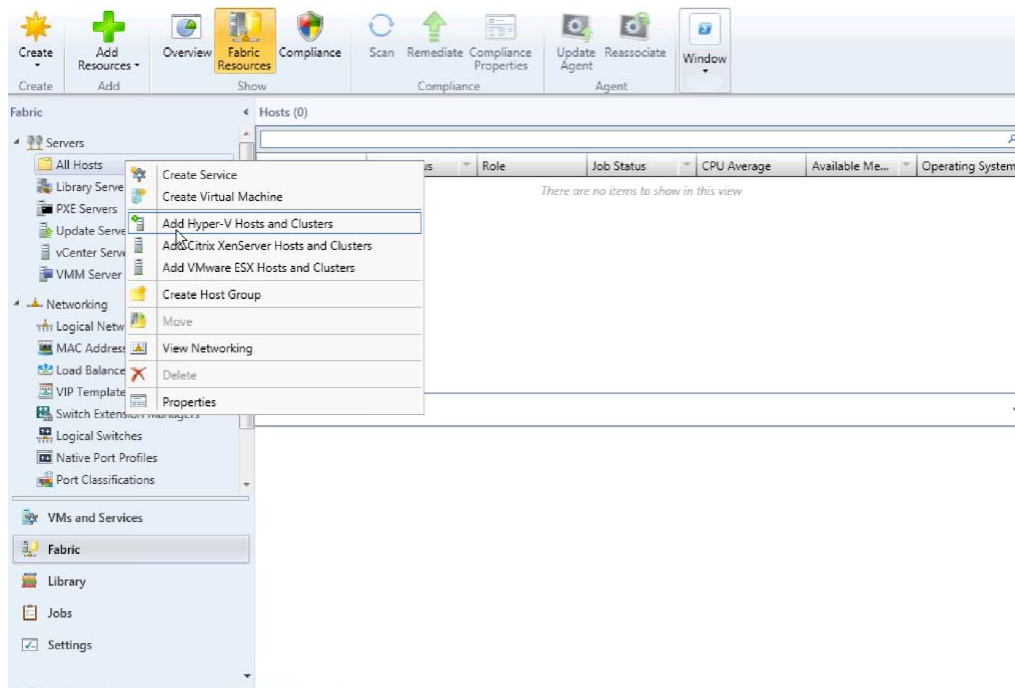 Create
Add Resources
Overview
Fabric Resources
Compliance
Scan
Remediate
Compliance Properties
Update Agent
Reassociate
Window
Create
Add
Show
Compliance
Agent
Fabric
Hosts (0)
Servers
All Hosts
Library Serve
PXE Servers
Update Serve
vCenter Serve
VMM Server
Networking
Logical Netw
MAC Address
Load Balance
VIP Template
Switch Extension Managers
Logical Switches
Native Port Profiles
Port Classifications
Create Service
Create Virtual Machine
Add Hyper-V Hosts and Clusters
Add Citrix XenServer Hosts and Clusters
Add VMware ESX Hosts and Clusters
Create Host Group
Move
View Networking
Delete
Properties
us
Role
Job Status
CPU Average
Available Me...
Operating System
There are no items to show in this view
VMs and Services
Fabric
Library
Jobs
Settings